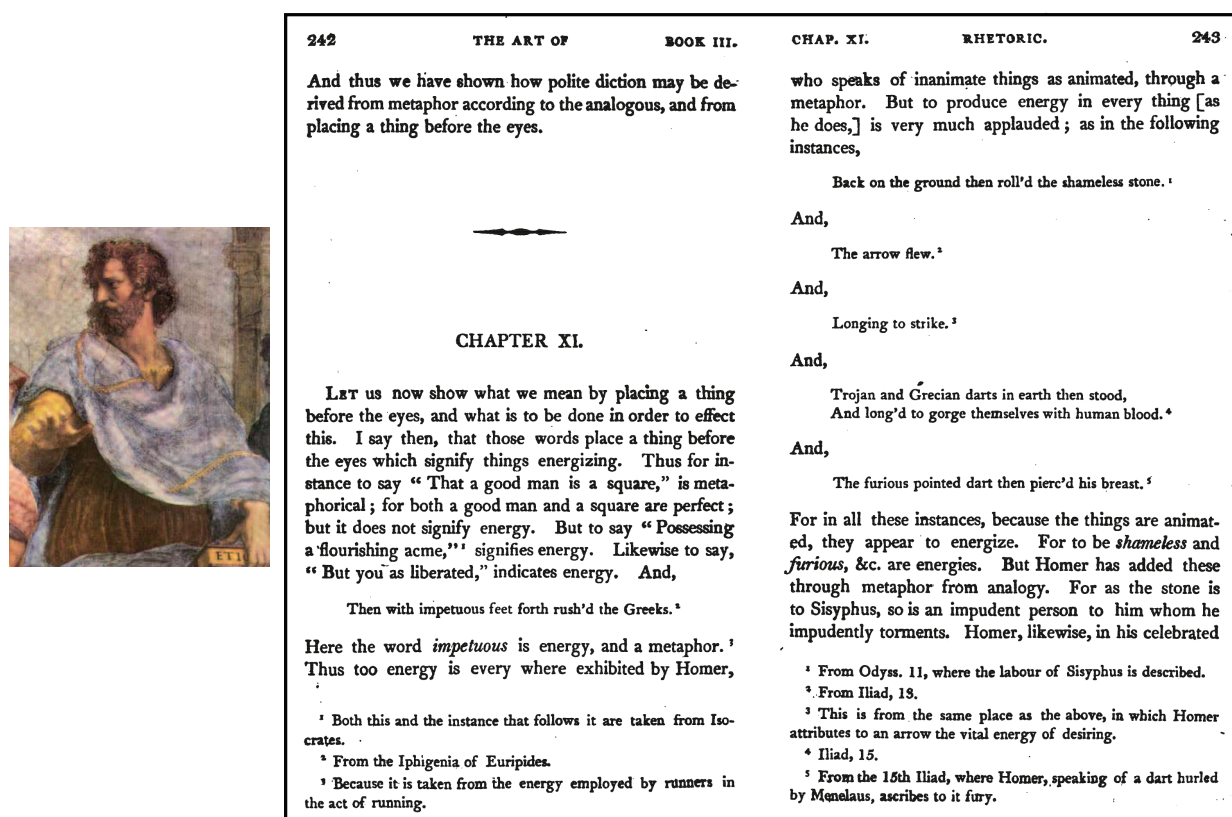 242 THE ART OF BOOK III.
And thus we have shown how polite diction may be de-
rived from metaphor according to the analogous, and from
placing a thing before the eyes.
CHAPTER XI.
LET us now show what we mean by placing a thing
before the eyes, and what is to be done in order to effect
this. I say then, that those words place a thing before
the eyes which signify things energizing. Thus for in-
stance to say “ That a good man is a square,” is meta-
phorical ; for both a good man and a square are perfect ;
but it does not signify energy. But to say “ Possessing
a flourishing acme,” ¹ signifies energy. Likewise to say,
“ But you as liberated,” indicates energy. And,
Then with impetuous feet forth rush'd the Greeks. ²
Here the word impetuous is energy, and a metaphor. ³
Thus too energy is every where exhibited by Homer,
¹ Both this and the instance that follows it are taken from Iso-
crates.
² From the Iphigenia of Euripides.
³ Because it is taken from the energy employed by runners in
the act of running.
CHAP. XI. RHETORIC. 243
who speaks of inanimate things as animated, through a
metaphor. But to produce energy in every thing [as
he does,] is very much applauded ; as in the following
instances,
Back on the ground then roll'd the shameless stone. ¹
And,
The arrow flew. ²
And,
Longing to strike. ³
And,
Trojan and Grecian darts in earth then stood,
And long'd to gorge themselves with human blood. ⁴
And,
The furious pointed dart then pierc'd his breast. ⁵
For in all these instances, because the things are animat-
ed, they appear to energize. For to be shameless and
furious, &c. are energies. But Homer has added these
through metaphor from analogy. For as the stone is
to Sisyphus, so is an impudent person to him whom he
impudently torments. Homer, likewise, in his celebrated
¹ From Odyss. 11, where the labour of Sisyphus is described.
² From Iliad, 13.
³ This is from the same place as the above, in which Homer
attributes to an arrow the vital energy of desiring.
⁴ Iliad, 15.
⁵ From the 15th Iliad, where Homer, speaking of a dart hurled
by Menelaus, ascribes to it fury.
ETI